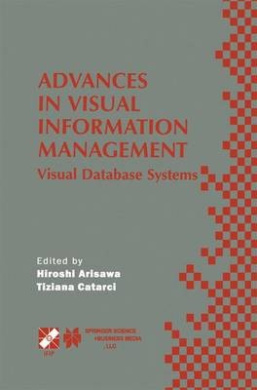 ADVANCES
IN VISUAL
INFORMATION
MANAGEMENT
Visual Database Systems
Edited by
Hiroshi Arisawa
Tiziana Catarci
ifip
SPRINGER SCIENCE
+BUSINESS MEDIA
LLC